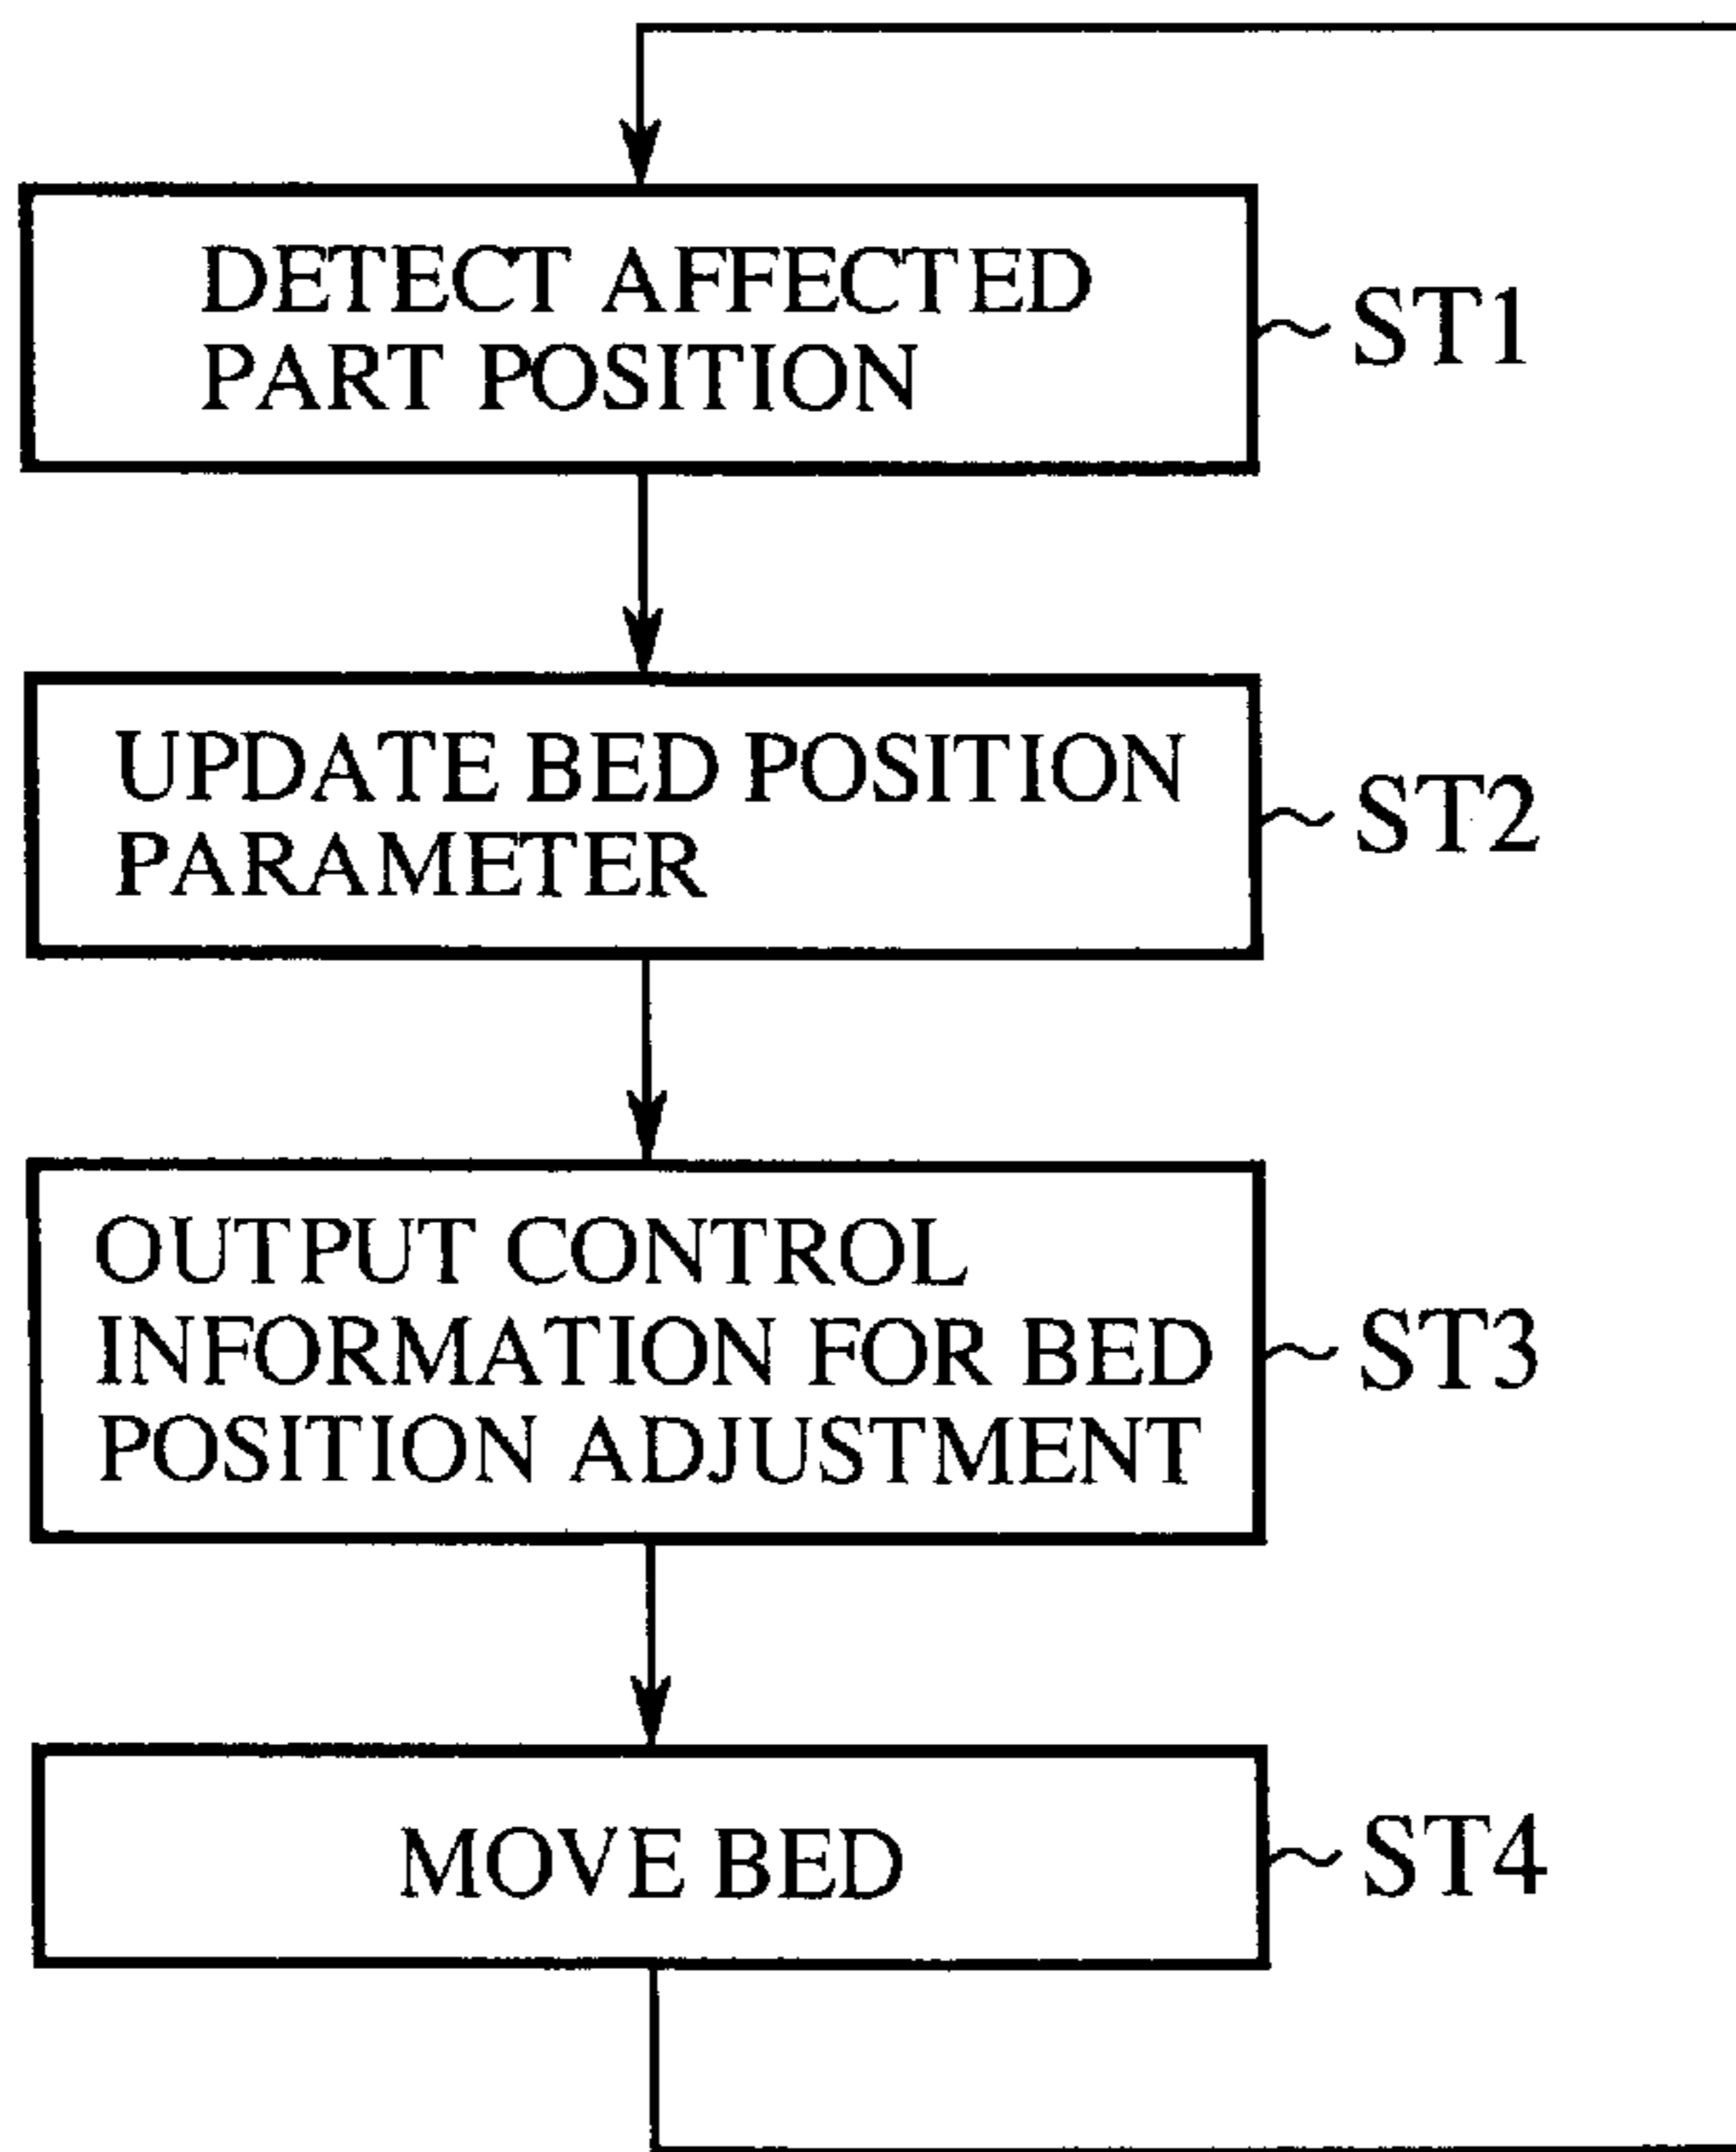 DETECT AFFECTED
PART POSITION
ST1
UPDATE BED POSITION
PARAMETER
ST2
OUTPUT CONTROL
INFORMATION FOR BED
POSITION ADJUSTMENT
ST3
MOVE BED
ST4